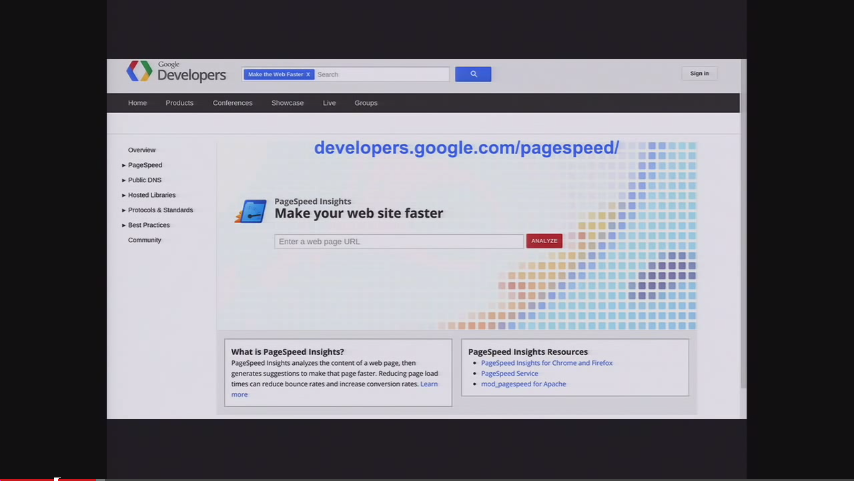 Google
Developers
Make the Web Faster X
Search
Sign in
Home Products Conferences Showcase Live Groups
developers.google.com/pagespeed/
Overview
PageSpeed
Public DNS
Hosted Libraries
Protocols & Standards
Best Practices
Community
PageSpeed Insights
Make your web site faster
Enter a web page URL
ANALYZE
What is PageSpeed Insights?
PageSpeed Insights analyzes the content of a web page, then
generates suggestions to make that page faster. Reducing page load
times can reduce bounce rates and increase conversion rates. Learn
more
PageSpeed Insights Resources
PageSpeed Insights for Chrome and Firefox
PageSpeed Service
mod_pagespeed for Apache